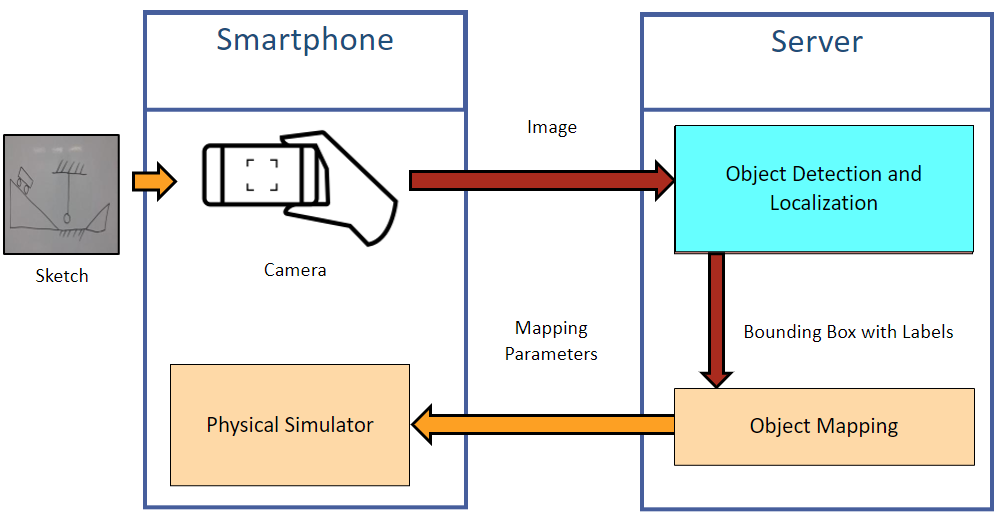 Smartphone
Server
Image
Object Detection and
Localization
Sketch
Camera
Mapping
Parameters
Bounding Box with Labels
Physical Simulator
Object Mapping